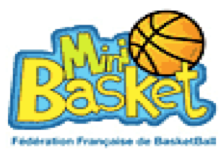 Mini
Basket
Fédération Française de BasketBall